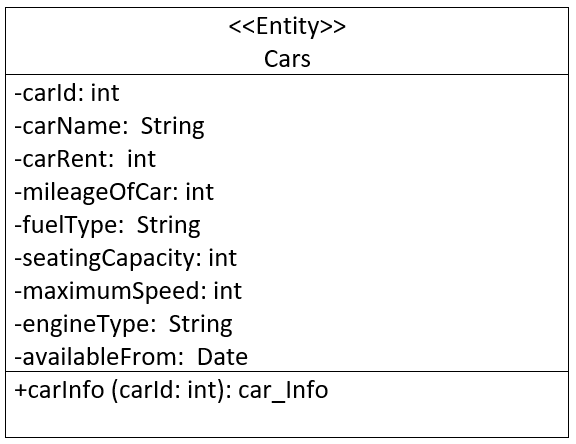 <<Entity>>
Cars
-carId: int
-carName:  String
-carRent:  int
-mileageOfCar: int
-fuelType:  String
-seatingCapacity: int
-maximumSpeed: int
-engineType:  String
-availableFrom:  Date
+carInfo (carId: int): car_Info